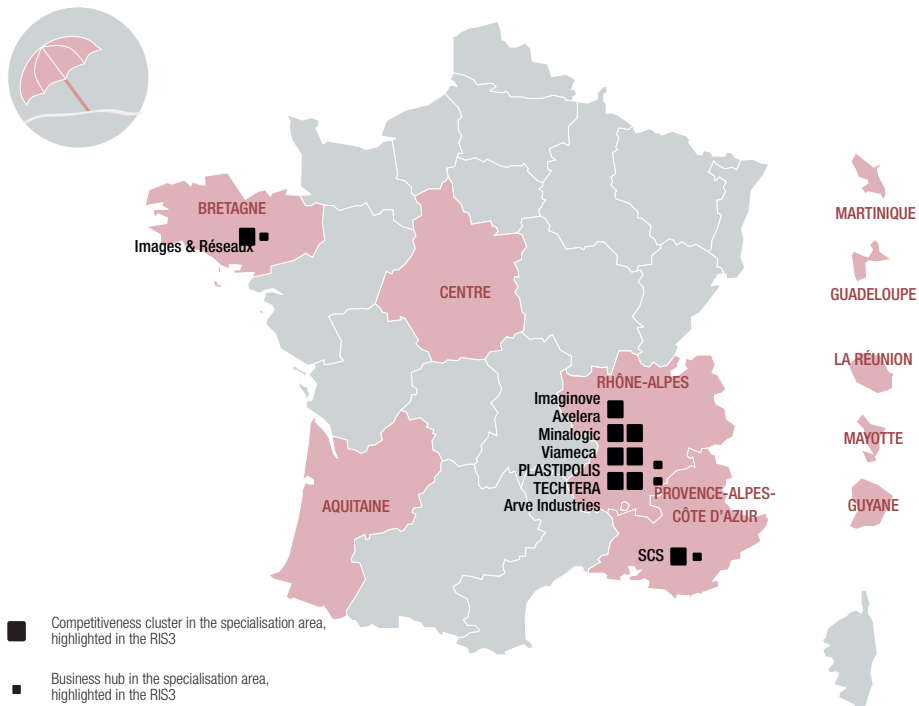 BRETAGNE
Images & Réseaux
CENTRE
MARTINIQUE
GUADELOUPE
LA RÉUNION
RHÔNE-ALPES
Imaginove
Axelera
Minalogic
Viameca
PLASTIPOLIS
TECHTERA
Arve Industries
MAYOTTE
PROVENCE-ALPES-
CÔTE D'AZUR
AQUITAINE
GUYANE
SCS
Competitiveness cluster in the specialisation area,
highlighted in the RIS3
Business hub in the specialisation area,
highlighted in the RIS3